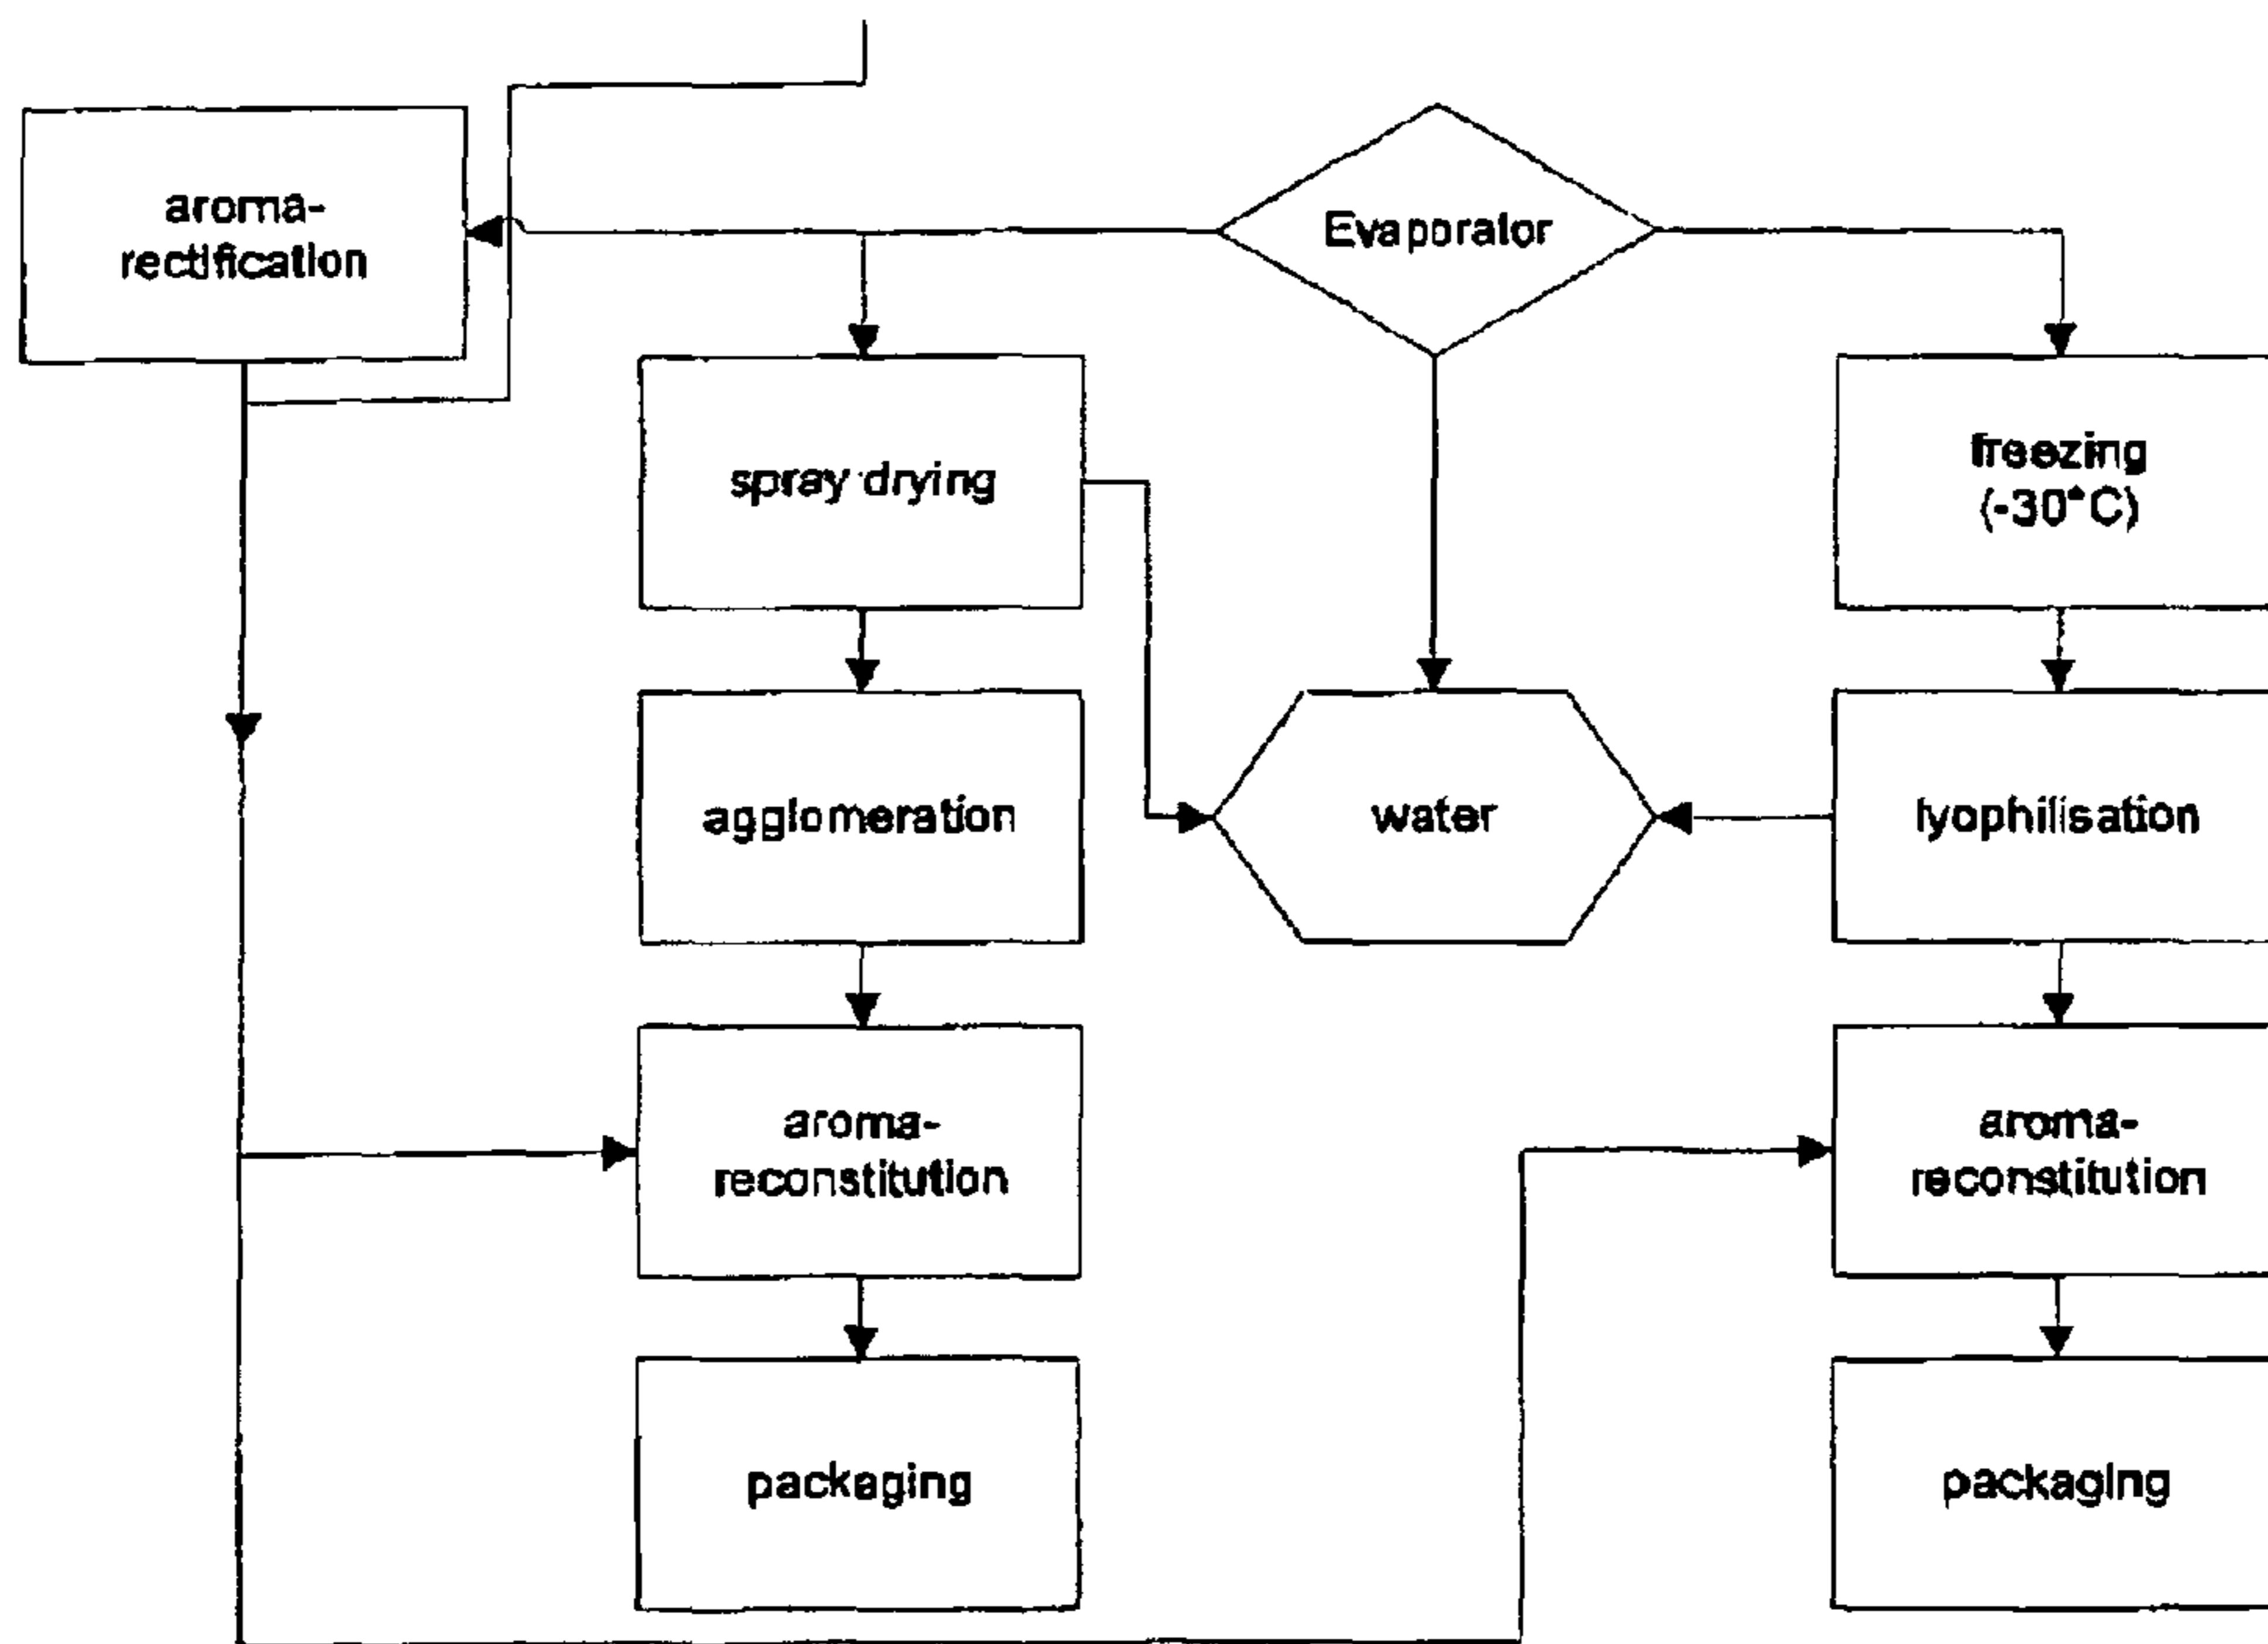 aroma-
rectification
Evaporator
spray drying
freezing
(-30°C)
agglomeration
water
lyophilisation
aroma-
reconstitution
aroma-
reconstitution
packaging
packaging